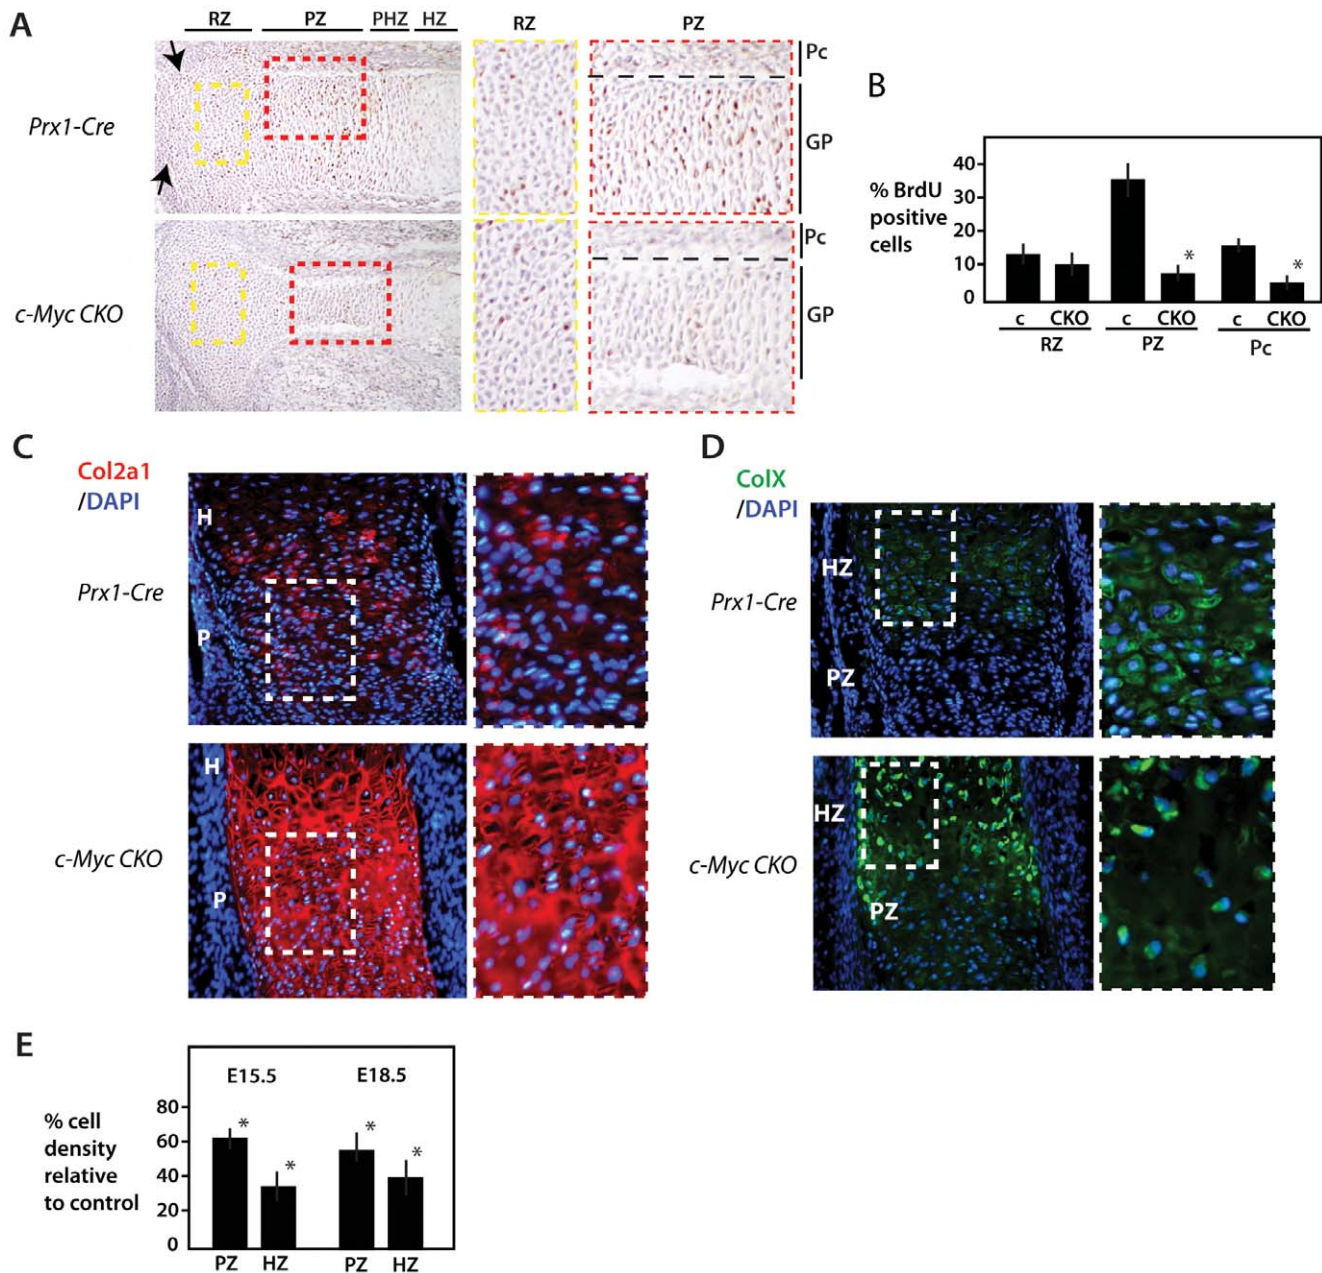 A
RZ PZ PHZ HZ
RZ PZ
Prx1-Cre
Pc
GP
c-Myc CKO
Pc
GP
B
% BrdU
positive
cells
40
30
20
10
0
*
*
c CKO c CKO c CKO
RZ PZ Pc
C
Col2a1
/DAPI
H
Prx1-Cre
P
H
c-Myc CKO
P
D
ColX
/DAPI
HZ
Prx1-Cre
PZ
HZ
c-Myc CKO
PZ
E
E15.5 E18.5
% cell
density
relative
to control
80
60
40
20
0
* * * *
PZ HZ PZ HZ